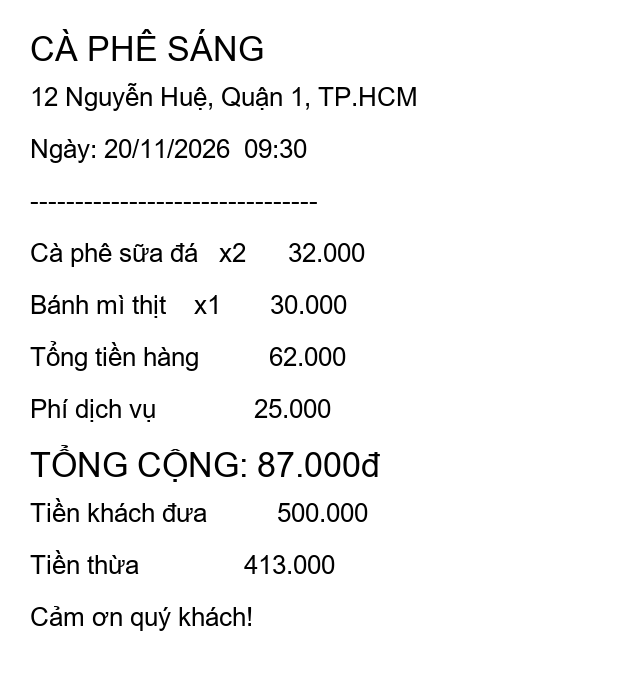 CÀ PHÊ SÁNG
12 Nguyễn Huệ, Quận 1, TP.HCM
Ngày: 20/11/2026  09:30
--------------------------------
Cà phê sữa đá   x2      32.000
Bánh mì thịt    x1       30.000
Tổng tiền hàng          62.000
Phí dịch vụ              25.000
TỔNG CỘNG: 87.000đ
Tiền khách đưa          500.000
Tiền thừa               413.000
Cảm ơn quý khách!